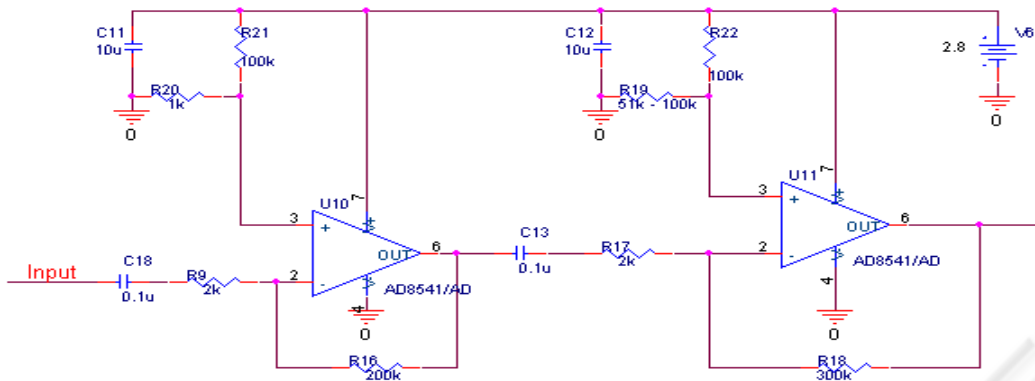 C11
10u
R21
100k
R20
1k
0
C12
10u
R22
100k
R19
51k - 100k
0
V6
2.8
0
U10
3
+
7
+
2
-
OUT
6
4
AD8541/AD
0
Input
C18
0.1u
R9
2k
R16
200k
C13
0.1u
R17
2k
U11
3
+
7
+
2
-
OUT
6
4
AD8541/AD
0
R18
300k